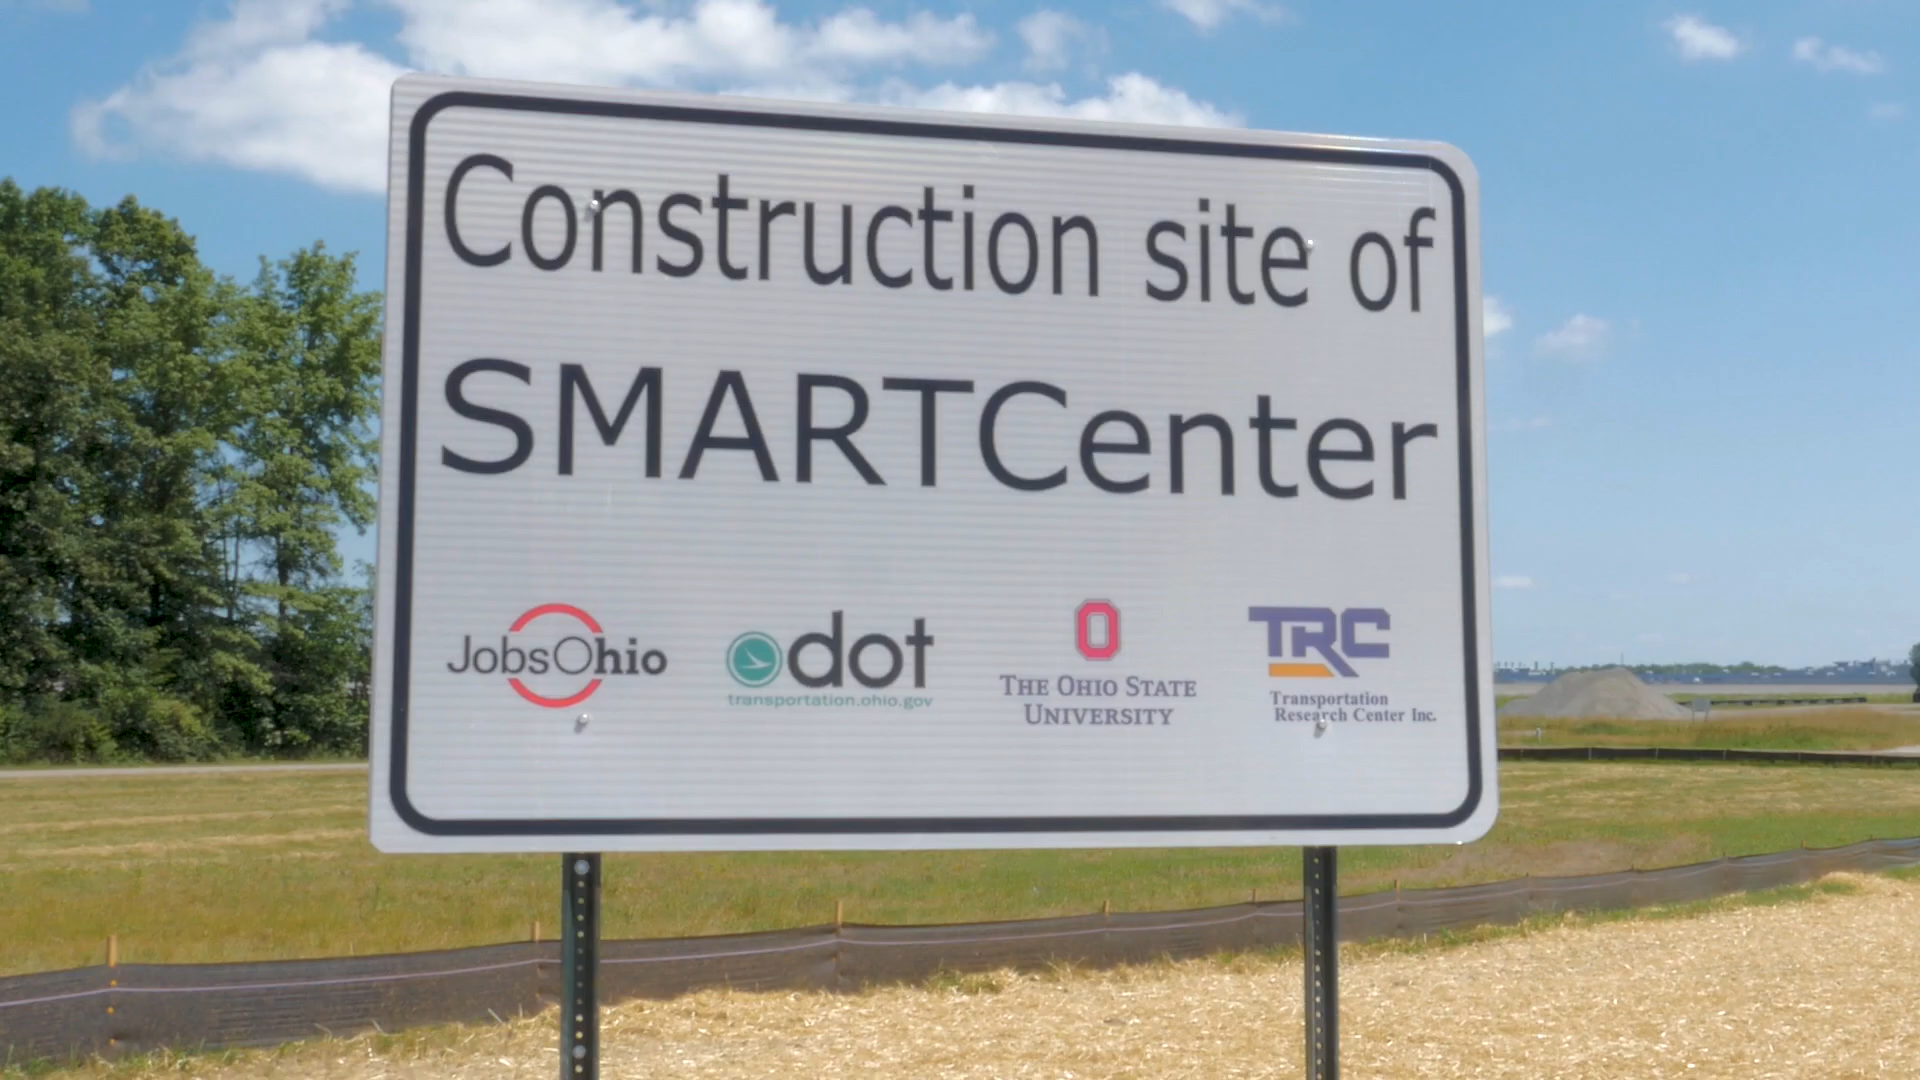 Construction site of
SMARTCenter
JobsOhio
dot
transportation.ohio.gov
O
THE OHIO STATE
UNIVERSITY
TRC
Transportation
Research Center Inc.